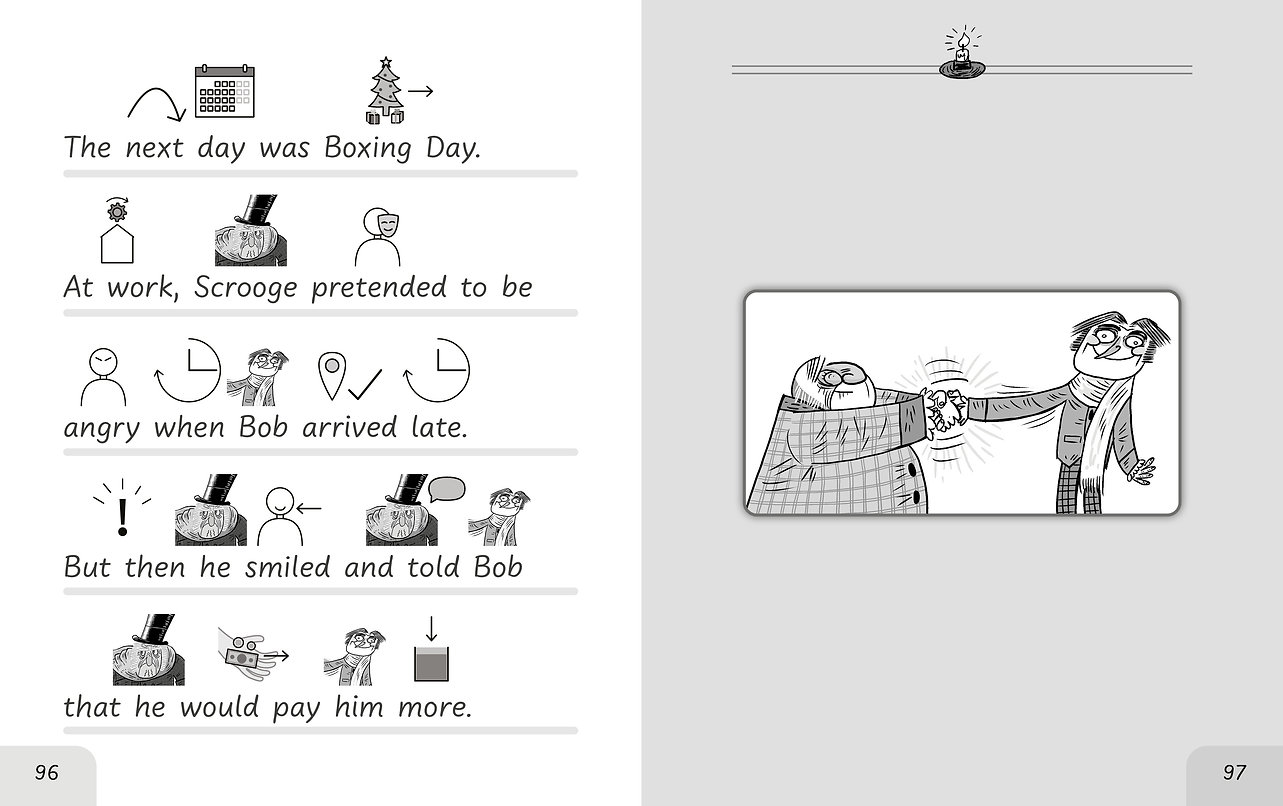 The next day was Boxing Day.
At work, Scrooge pretended to be
angry when Bob arrived late.
But then he smiled and told Bob
that he would pay him more.
96
97